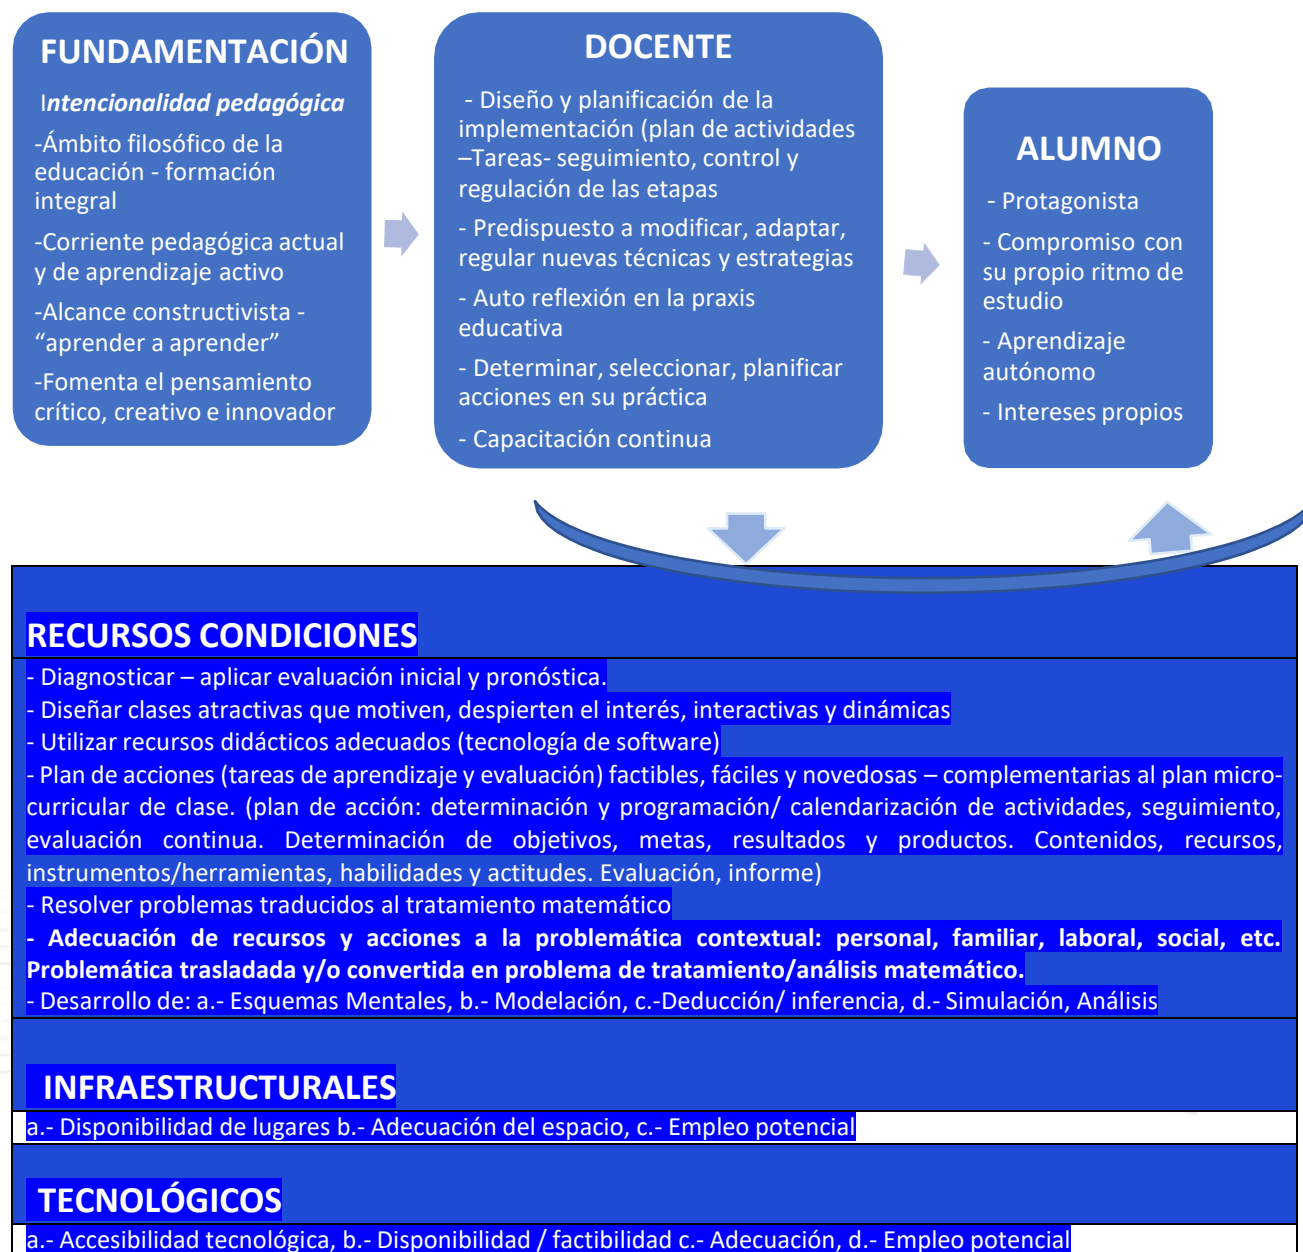 FUNDAMENTACIÓN
Intencionalidad pedagógica
-Ámbito filosófico de la
educación - formación
integral
-Corriente pedagógica actual
y de aprendizaje activo
-Alcance constructivista -
“aprender a aprender”
-Fomenta el pensamiento
crítico, creativo e innovador
DOCENTE
- Diseño y planificación de la
implementación (plan de actividades
–Tareas- seguimiento, control y
regulación de las etapas
- Predispuesto a modificar, adaptar,
regular nuevas técnicas y estrategias
- Auto reflexión en la praxis
educativa
- Determinar, seleccionar, planificar
acciones en su práctica
- Capacitación continua
ALUMNO
- Protagonista
- Compromiso con
su propio ritmo de
estudio
- Aprendizaje
autónomo
- Intereses propios
RECURSOS CONDICIONES
- Diagnosticar – aplicar evaluación inicial y pronóstica.
- Diseñar clases atractivas que motiven, despierten el interés, interactivas y dinámicas
- Utilizar recursos didácticos adecuados (tecnología de software)
- Plan de acciones (tareas de aprendizaje y evaluación) factibles, fáciles y novedosas – complementarias al plan micro-
curricular de clase. (plan de acción: determinación y programación/ calendarización de actividades, seguimiento,
evaluación continua. Determinación de objetivos, metas, resultados y productos. Contenidos, recursos,
instrumentos/herramientas, habilidades y actitudes. Evaluación, informe)
- Resolver problemas traducidos al tratamiento matemático
- Adecuación de recursos y acciones a la problemática contextual: personal, familiar, laboral, social, etc.
Problemática trasladada y/o convertida en problema de tratamiento/análisis matemático.
- Desarrollo de: a.- Esquemas Mentales, b.- Modelación, c.-Deducción/ inferencia, d.- Simulación, Análisis
INFRAESTRUCTURALES
a.- Disponibilidad de lugares b.- Adecuación del espacio, c.- Empleo potencial
TECNOLÓGICOS
a.- Accesibilidad tecnológica, b.- Disponibilidad / factibilidad c.- Adecuación, d.- Empleo potencial